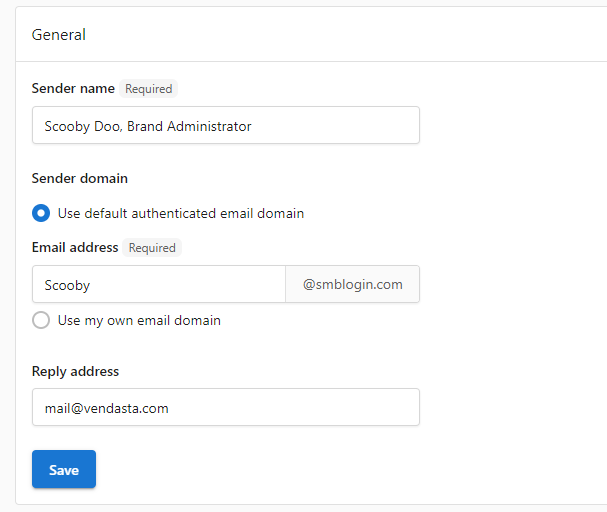 General
Sender name Required
Scooby Doo, Brand Administrator
Sender domain
Use default authenticated email domain
Email address Required
Scooby @smblogin.com
Use my own email domain
Reply address
mail@vendasta.com
Save